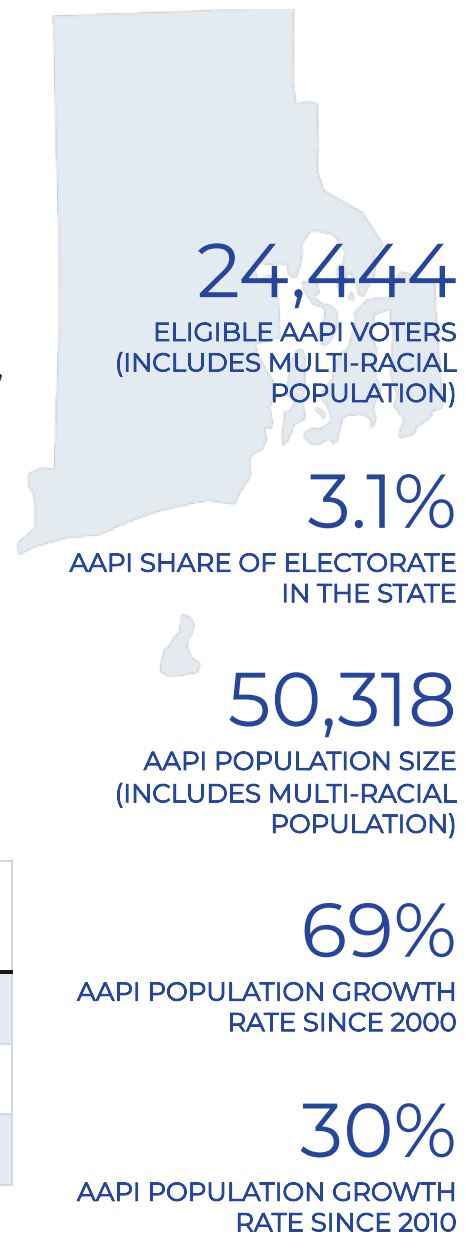 24,444
ELIGIBLE AAPI VOTERS
(INCLUDES MULTI-RACIAL
POPULATION)
3.1%
AAPI SHARE OF ELECTORATE
IN THE STATE
50,318
AAPI POPULATION SIZE
(INCLUDES MULTI-RACIAL
POPULATION)
69%
AAPI POPULATION GROWTH
RATE SINCE 2000
30%
AAPI POPULATION GROWTH
RATE SINCE 2010